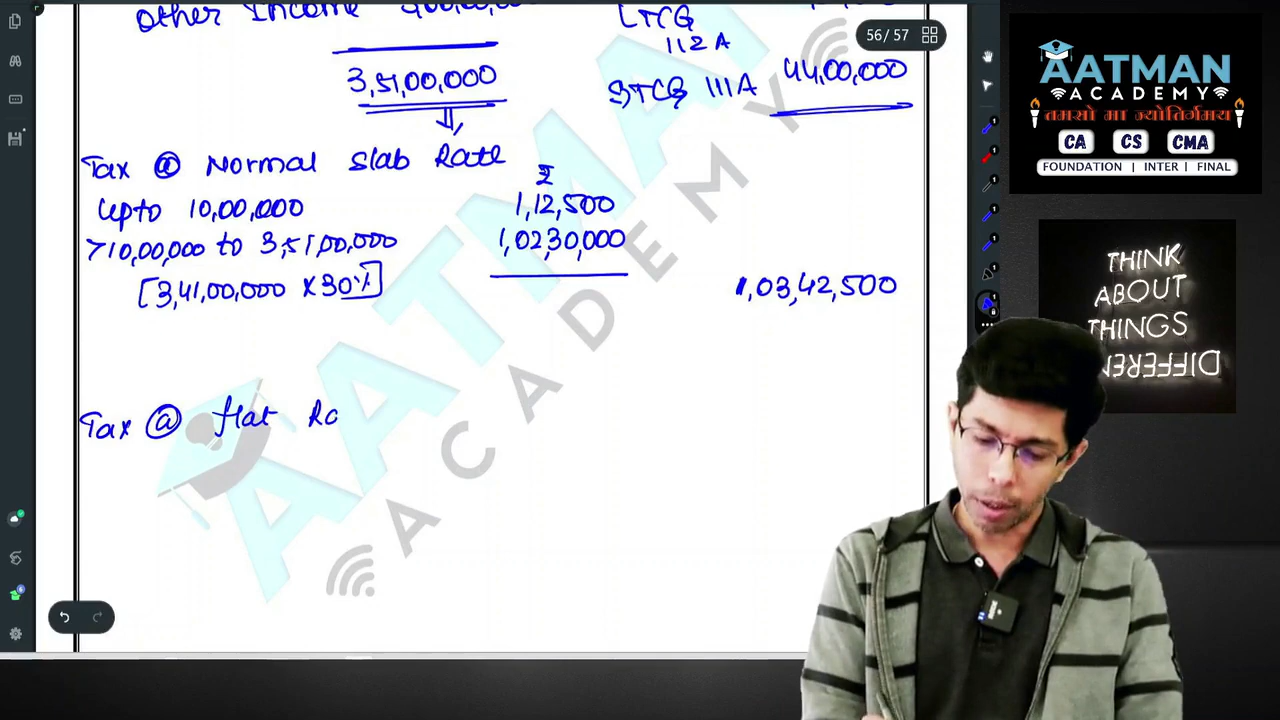 other Income
LTCG
112A
3,51,00,000
STCG 111A 44,00,000
Tax @ Normal Slab Rate
₹
upto 10,00,000 1,12,500
>10,00,000 to 3,51,00,000 1,0230,000
[3,41,00,000 x 30%]
1,03,42,500
Tax @ flat Ra
56/57
AATMAN
ACADEMY
AATMAN
ACADEMY
तमसो मा ज्योतिर्गमय
CA CS CMA
FOUNDATION | INTER | FINAL
THINK
ABOUT
THINGS
DIFFERENT